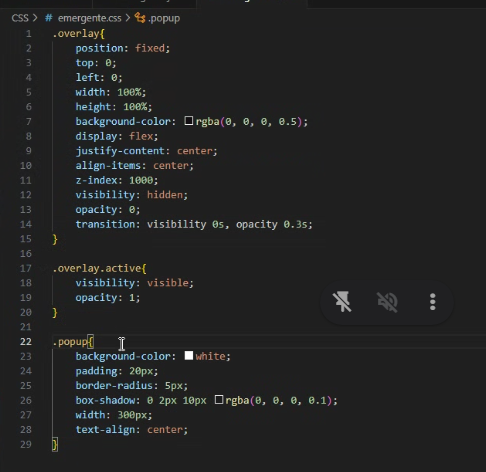 CSS > # emergente.css > .popup
1 .overlay{
2 position: fixed;
3 top: 0;
4 left: 0;
5 width: 100%;
6 height: 100%;
7 background-color: rgba(0, 0, 0, 0.5);
8 display: flex;
9 justify-content: center;
10 align-items: center;
11 z-index: 1000;
12 visibility: hidden;
13 opacity: 0;
14 transition: visibility 0s, opacity 0.3s;
15 }
16
17 .overlay.active{
18 visibility: visible;
19 opacity: 1;
20 }
21
22 .popup{
23 background-color: white;
24 padding: 20px;
25 border-radius: 5px;
26 box-shadow: 0 2px 10px rgba(0, 0, 0, 0.1);
27 width: 300px;
28 text-align: center;
29 }